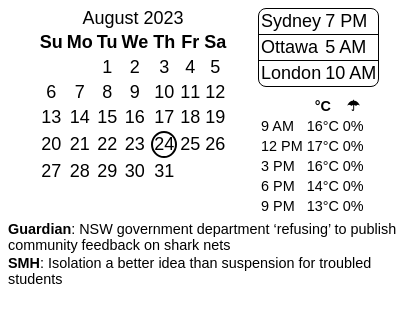 August 2023
Su Mo Tu We Th Fr Sa
1 2 3 4 5
6 7 8 9 10 11 12
13 14 15 16 17 18 19
20 21 22 23 24 25 26
27 28 29 30 31
Sydney 7 PM
Ottawa 5 AM
London 10 AM
°C ☂
9 AM 16°C 0%
12 PM 17°C 0%
3 PM 16°C 0%
6 PM 14°C 0%
9 PM 13°C 0%
Guardian: NSW government department ‘refusing’ to publish
community feedback on shark nets
SMH: Isolation a better idea than suspension for troubled
students